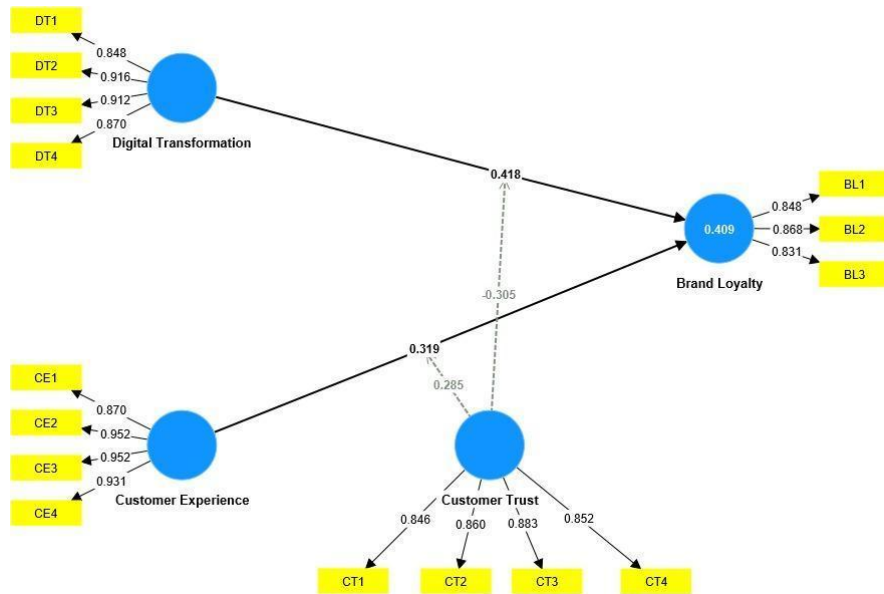 DT1
0.848
DT2
0.916
DT3
0.912
DT4
0.870
Digital Transformation
0.418
BL1
0.848
BL2
0.868
BL3
0.831
0.409
Brand Loyalty
-0.305
0.319
0.285
CE1
0.870
CE2
0.952
CE3
0.952
CE4
0.931
Customer Experience
Customer Trust
0.846
0.860
0.883
0.852
CT1
CT2
CT3
CT4